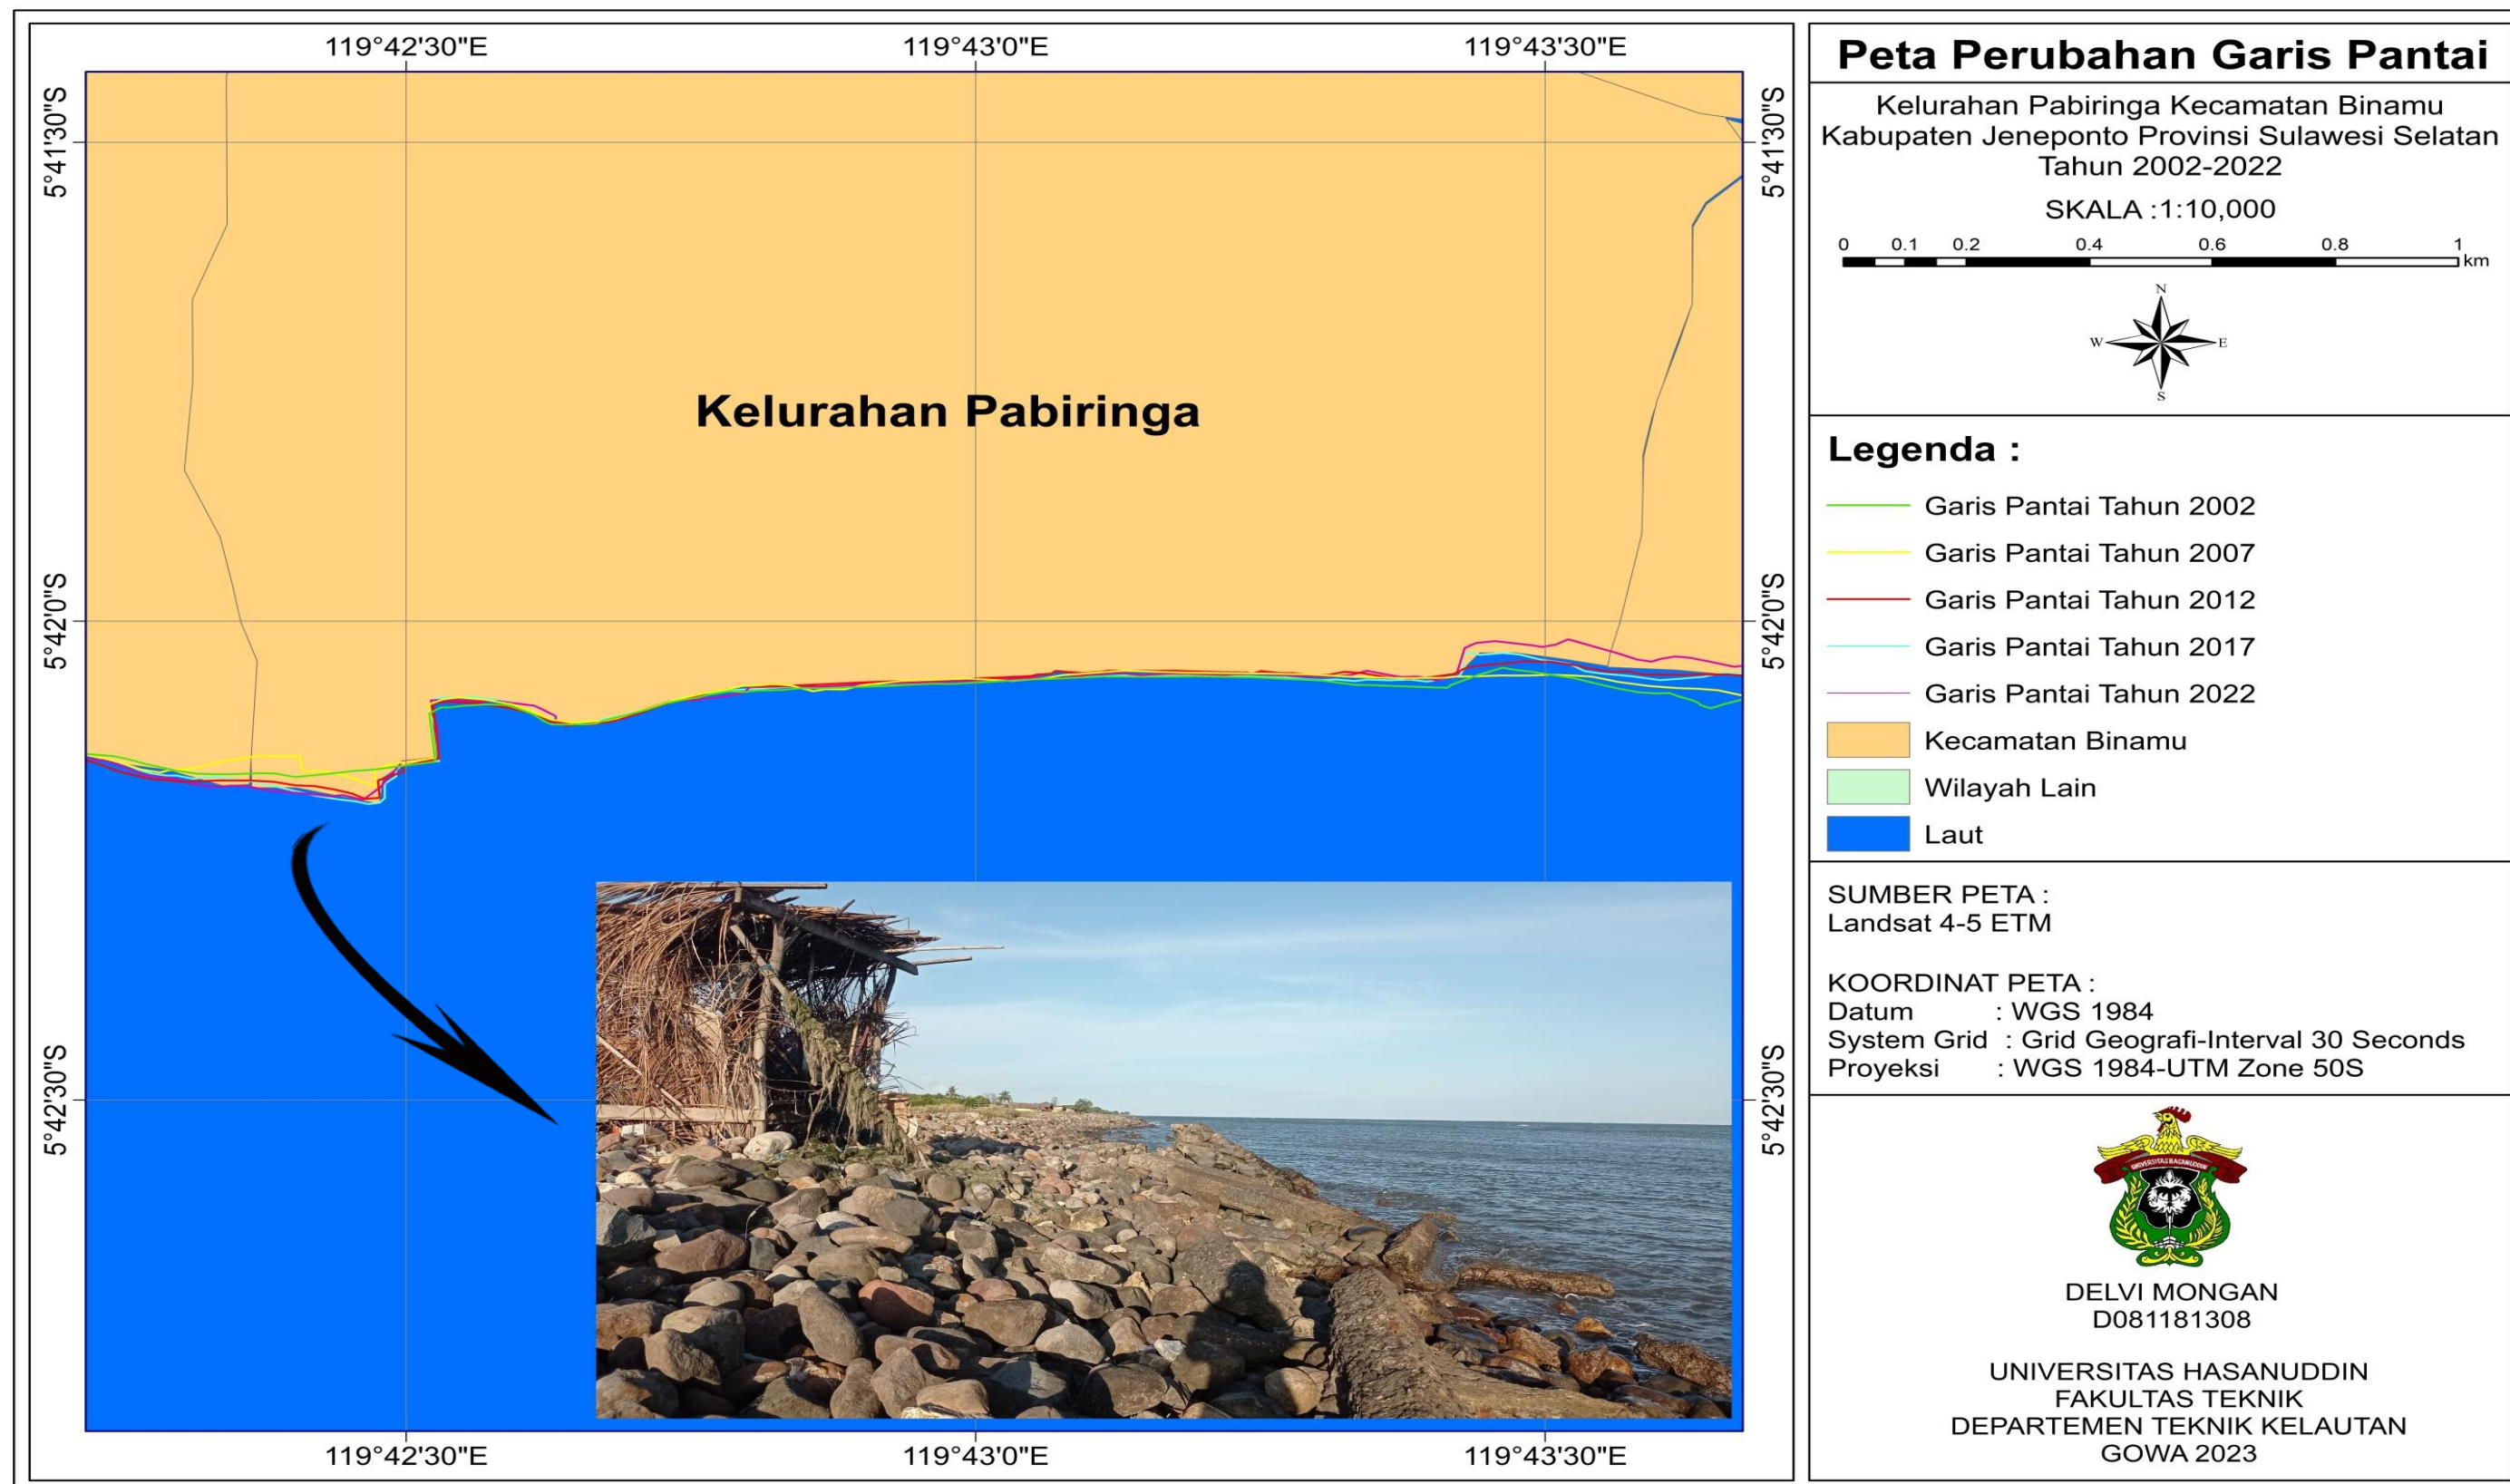 119°42'30"E
119°43'0"E
119°43'30"E
5°41'30"S
5°41'30"S
Kelurahan Pabiringa
5°42'0"S
5°42'0"S
5°42'30"S
5°42'30"S
119°42'30"E
119°43'0"E
119°43'30"E
Peta Perubahan Garis Pantai
Kelurahan Pabiringa Kecamatan Binamu
Kabupaten Jeneponto Provinsi Sulawesi Selatan
Tahun 2002-2022
SKALA :1:10,000
0 0.1 0.2 0.4 0.6 0.8 1
km
N
W E
S
Legenda :
Garis Pantai Tahun 2002
Garis Pantai Tahun 2007
Garis Pantai Tahun 2012
Garis Pantai Tahun 2017
Garis Pantai Tahun 2022
Kecamatan Binamu
Wilayah Lain
Laut
SUMBER PETA :
Landsat 4-5 ETM
KOORDINAT PETA :
Datum : WGS 1984
System Grid : Grid Geografi-Interval 30 Seconds
Proyeksi : WGS 1984-UTM Zone 50S
UNIVERSITAS HASANUDDIN
DELVI MONGAN
D081181308
UNIVERSITAS HASANUDDIN
FAKULTAS TEKNIK
DEPARTEMEN TEKNIK KELAUTAN
GOWA 2023